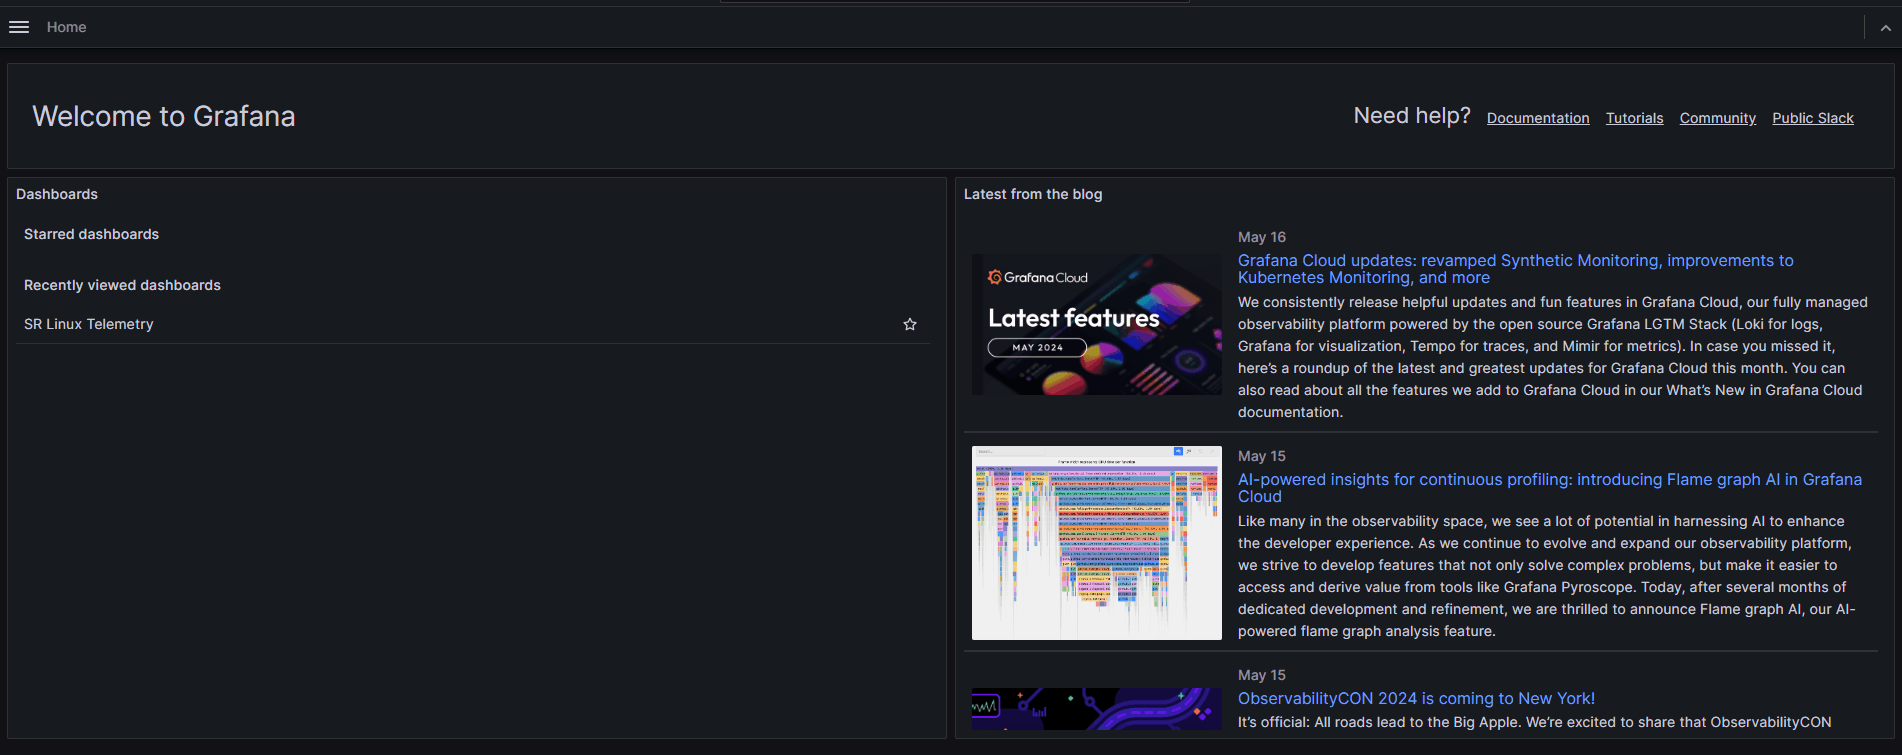 Home
Welcome to Grafana
Need help? Documentation Tutorials Community Public Slack
Dashboards
Starred dashboards
Recently viewed dashboards
SR Linux Telemetry
Latest from the blog
Grafana Cloud
Latest features
MAY 2024
May 16
Grafana Cloud updates: revamped Synthetic Monitoring, improvements to
Kubernetes Monitoring, and more
We consistently release helpful updates and fun features in Grafana Cloud, our fully managed
observability platform powered by the open source Grafana LGTM Stack (Loki for logs,
Grafana for visualization, Tempo for traces, and Mimir for metrics). In case you missed it,
here’s a roundup of the latest and greatest updates for Grafana Cloud this month. You can
also read about all the features we add to Grafana Cloud in our What’s New in Grafana Cloud
documentation.
May 15
AI-powered insights for continuous profiling: introducing Flame graph AI in Grafana
Cloud
Like many in the observability space, we see a lot of potential in harnessing AI to enhance
the developer experience. As we continue to evolve and expand our observability platform,
we strive to develop features that not only solve complex problems, but make it easier to
access and derive value from tools like Grafana Pyroscope. Today, after several months of
dedicated development and refinement, we are thrilled to announce Flame graph AI, our AI-
powered flame graph analysis feature.
May 15
ObservabilityCON 2024 is coming to New York!
It’s official: All roads lead to the Big Apple. We’re excited to share that ObservabilityCON